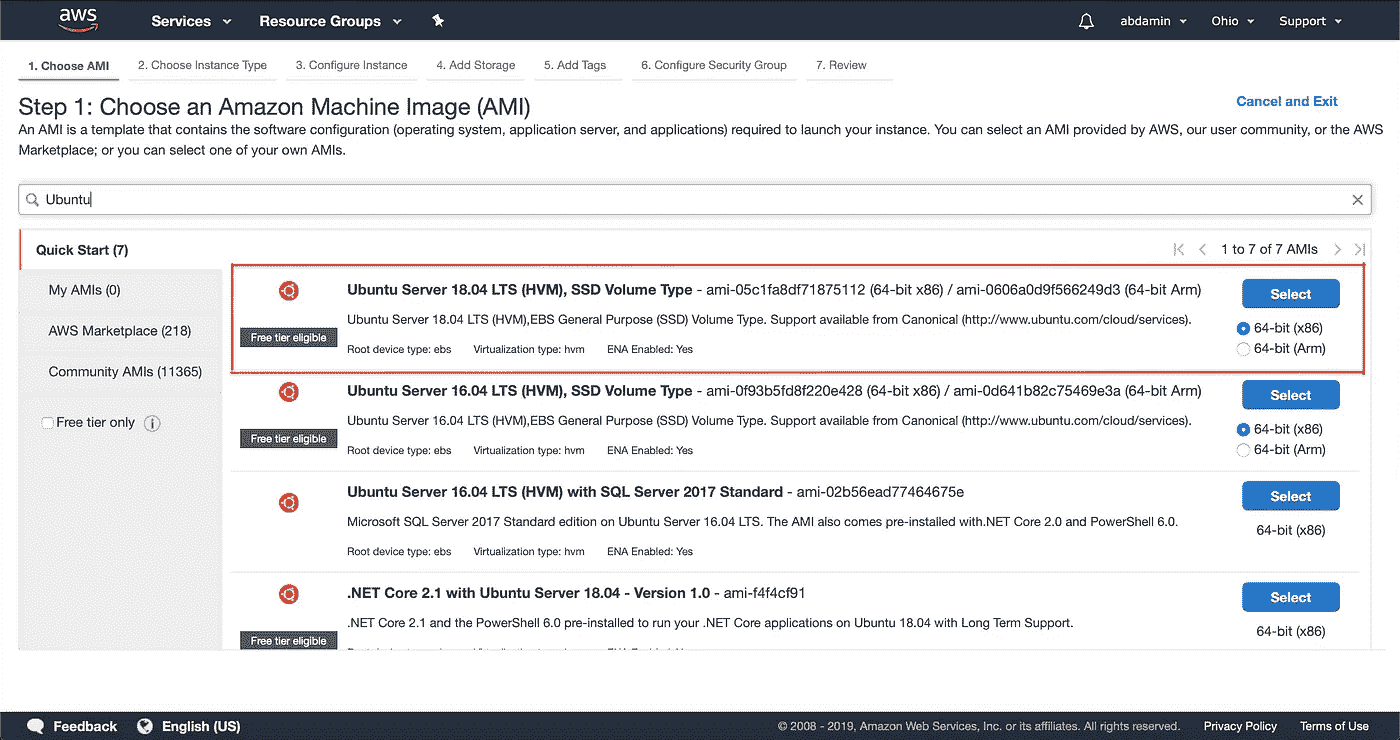 aws
Services
Resource Groups
abdamin
Ohio
Support
1. Choose AMI
2. Choose Instance Type
3. Configure Instance
4. Add Storage
5. Add Tags
6. Configure Security Group
7. Review
Step 1: Choose an Amazon Machine Image (AMI)
Cancel and Exit
An AMI is a template that contains the software configuration (operating system, application server, and applications) required to launch your instance. You can select an AMI provided by AWS, our user community, or the AWS
Marketplace; or you can select one of your own AMIs.
Ubuntu
Quick Start (7)
1 to 7 of 7 AMIs
My AMIs (0)
AWS Marketplace (218)
Community AMIs (11365)
Free tier only
Ubuntu Server 18.04 LTS (HVM), SSD Volume Type - ami-05c1fa8df71875112 (64-bit x86) / ami-0606a0d9f566249d3 (64-bit Arm)
Select
Free tier eligible
Ubuntu Server 18.04 LTS (HVM),EBS General Purpose (SSD) Volume Type. Support available from Canonical (http://www.ubuntu.com/cloud/services).
64-bit (x86)
64-bit (Arm)
Root device type: ebs Virtualization type: hvm ENA Enabled: Yes
Ubuntu Server 16.04 LTS (HVM), SSD Volume Type - ami-0f93b5fd8f220e428 (64-bit x86) / ami-0d641b82c75469e3a (64-bit Arm)
Select
Free tier eligible
Ubuntu Server 16.04 LTS (HVM),EBS General Purpose (SSD) Volume Type. Support available from Canonical (http://www.ubuntu.com/cloud/services).
64-bit (x86)
64-bit (Arm)
Root device type: ebs Virtualization type: hvm ENA Enabled: Yes
Ubuntu Server 16.04 LTS (HVM) with SQL Server 2017 Standard - ami-02b56ead77464675e
Select
Microsoft SQL Server 2017 Standard edition on Ubuntu Server 16.04 LTS. The AMI also comes pre-installed with.NET Core 2.0 and PowerShell 6.0.
64-bit (x86)
Root device type: ebs Virtualization type: hvm ENA Enabled: Yes
.NET Core 2.1 with Ubuntu Server 18.04 - Version 1.0 - ami-f4f4cf91
Select
Free tier eligible
.NET Core 2.1 and the PowerShell 6.0 pre-installed to run your .NET Core applications on Ubuntu 18.04 with Long Term Support.
64-bit (x86)
Feedback
English (US)
© 2008 - 2019, Amazon Web Services, Inc. or its affiliates. All rights reserved.
Privacy Policy
Terms of Use